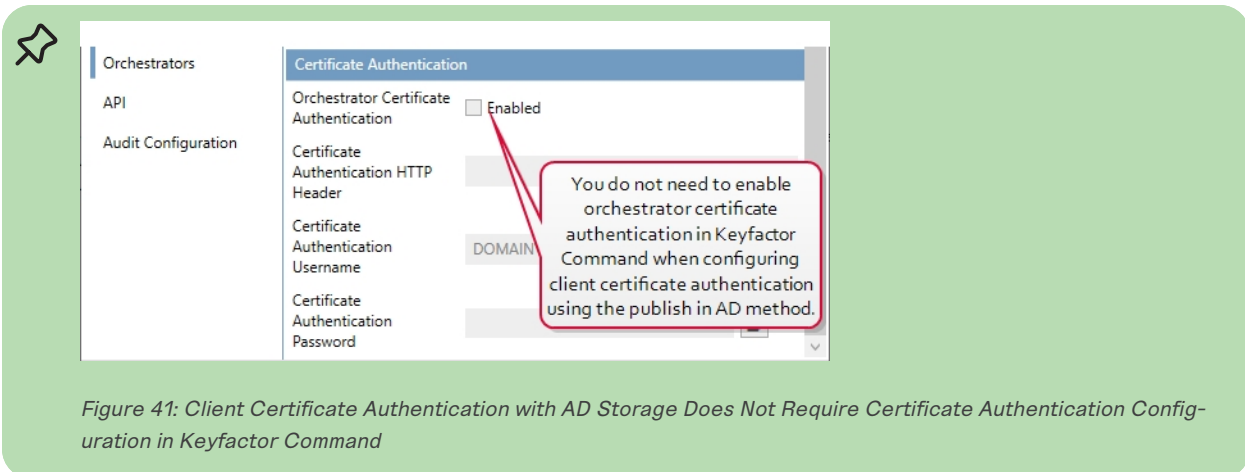 Orchestrators
API
Audit Configuration
Certificate Authentication
Orchestrator Certificate
Authentication
Enabled
Certificate
Authentication HTTP
Header
Certificate
Authentication
Username
DOMAIN
Certificate
Authentication
Password
You do not need to enable
orchestrator certificate
authentication in Keyfactor
Command when configuring
client certificate authentication
using the publish in AD method.
Figure 41: Client Certificate Authentication with AD Storage Does Not Require Certificate Authentication Config-
uration in Keyfactor Command